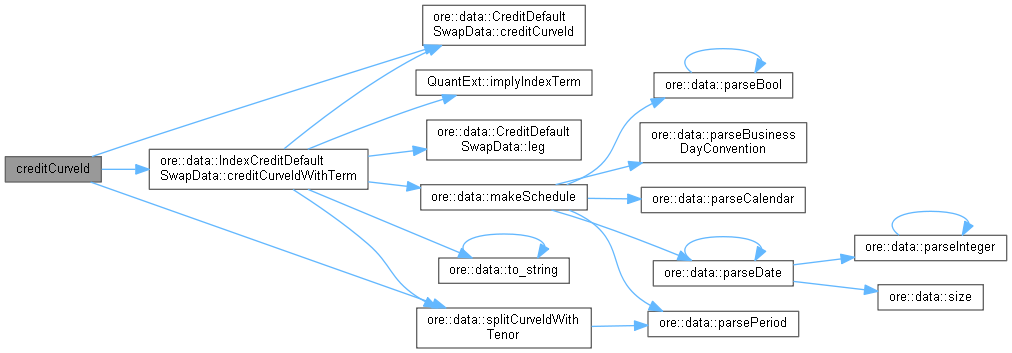 creditCurveId
ore::data::IndexCreditDefault
SwapData::creditCurveIdWithTerm
ore::data::CreditDefault
SwapData::creditCurveId
QuantExt::implyIndexTerm
ore::data::CreditDefault
SwapData::leg
ore::data::makeSchedule
ore::data::to_string
ore::data::splitCurveIdWith
Tenor
ore::data::parseBool
ore::data::parseBusiness
DayConvention
ore::data::parseCalendar
ore::data::parseDate
ore::data::parsePeriod
ore::data::parseInteger
ore::data::size